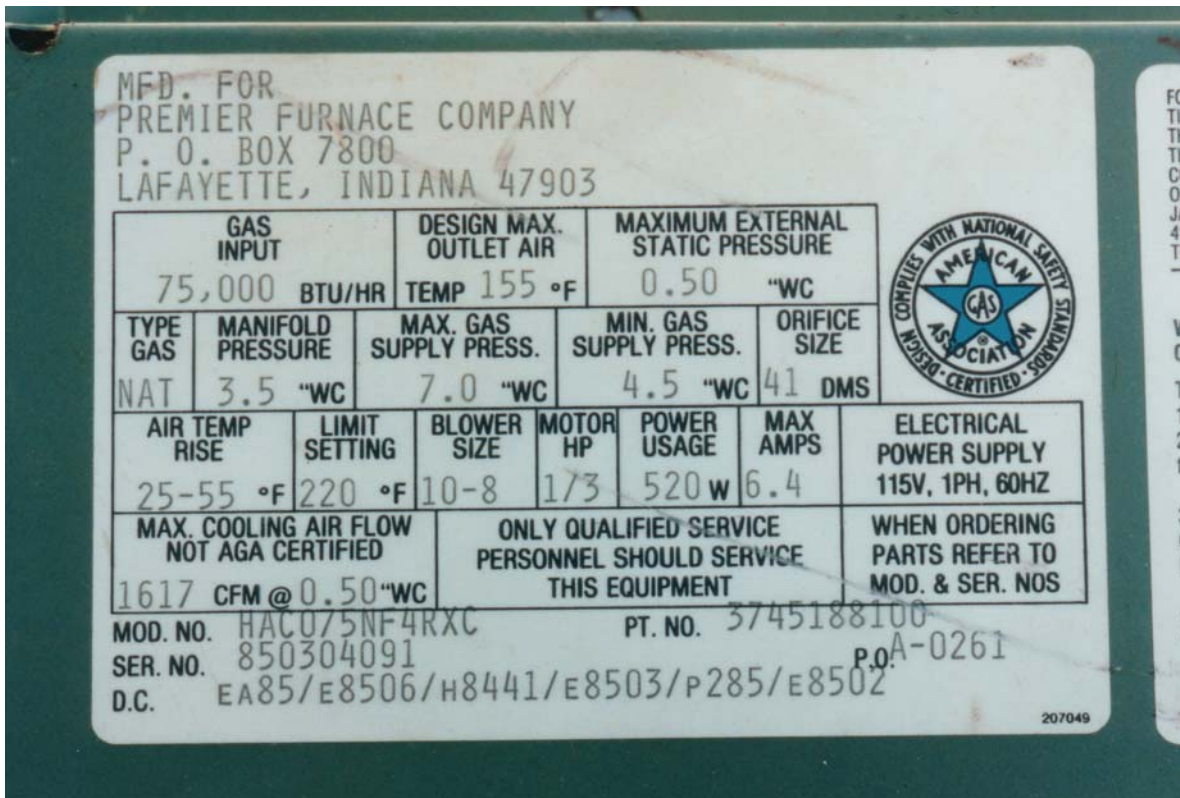 MFD. FOR
PREMIER FURNACE COMPANY
P. O. BOX 7800
LAFAYETTE, INDIANA 47903
GAS INPUT
75,000 BTU/HR
DESIGN MAX. OUTLET AIR
TEMP 155 °F
MAXIMUM EXTERNAL STATIC PRESSURE
0.50 "WC
TYPE GAS
NAT
MANIFOLD PRESSURE
3.5 "WC
MAX. GAS SUPPLY PRESS.
7.0 "WC
MIN. GAS SUPPLY PRESS.
4.5 "WC
ORIFICE SIZE
41 DMS
DESIGN COMPLIES WITH NATIONAL SAFETY STANDARDS
CERTIFIED
AMERICAN
GAS
ASSOCIATION
®
AIR TEMP RISE
25-55 °F
LIMIT SETTING
220 °F
BLOWER SIZE
10-8
MOTOR HP
1/3
POWER USAGE
520 W
MAX AMPS
6.4
ELECTRICAL
POWER SUPPLY
115V, 1PH, 60HZ
MAX. COOLING AIR FLOW
NOT AGA CERTIFIED
1617 CFM @ 0.50 "WC
ONLY QUALIFIED SERVICE
PERSONNEL SHOULD SERVICE
THIS EQUIPMENT
WHEN ORDERING
PARTS REFER TO
MOD. & SER. NOS
MOD. NO. HAC075NF4RXC PT. NO. 3745188100
SER. NO. 850304091 P.O. A-0261
D.C. EA85/E8506/H8441/E8503/P285/E8502
207049